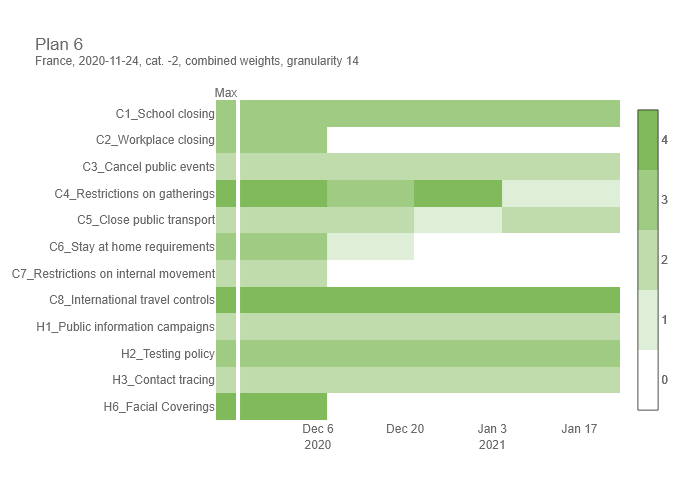 Plan 6
France, 2020-11-24, cat. -2, combined weights, granularity 14
Max
C1_School closing
C2_Workplace closing
C3_Cancel public events
C4_Restrictions on gatherings
C5_Close public transport
C6_Stay at home requirements
C7_Restrictions on internal movement
C8_International travel controls
H1_Public information campaigns
H2_Testing policy
H3_Contact tracing
H6_Facial Coverings
Dec 6 Dec 20 Jan 3 Jan 17
2020 2021
4
3
2
1
0